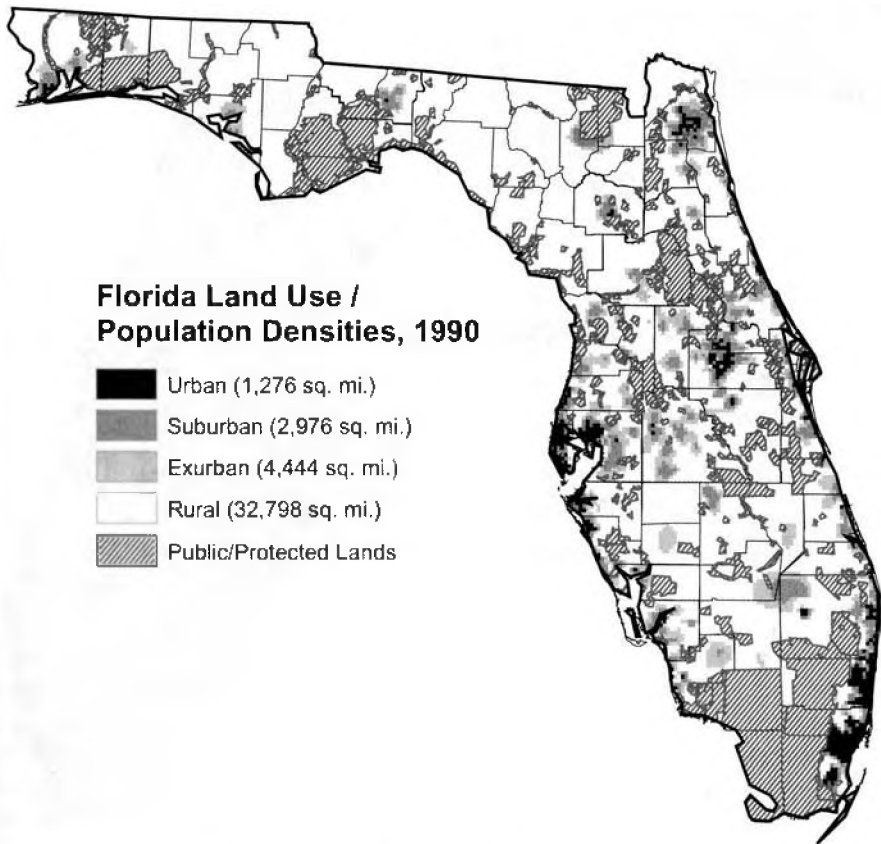 Florida Land Use /
Population Densities, 1990
Urban (1,276 sq. mi.)
Suburban (2,976 sq. mi.)
Exurban (4,444 sq. mi.)
Rural (32,798 sq. mi.)
Public/Protected Lands